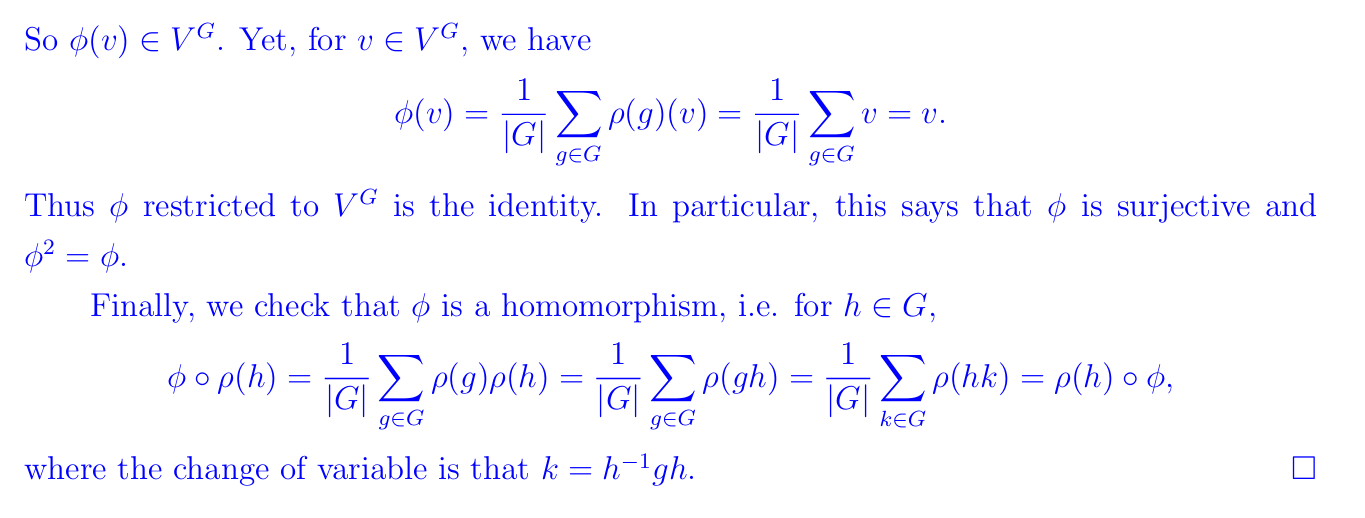 So $\phi(v) \in V^G$. Yet, for $v \in V^G$, we have
$$\phi(v) = \frac{1}{|G|} \sum_{g \in G} \rho(g)(v) = \frac{1}{|G|} \sum_{g \in G} v = v.$$
Thus $\phi$ restricted to $V^G$ is the identity. In particular, this says that $\phi$ is surjective and
$\phi^2 = \phi$.
Finally, we check that $\phi$ is a homomorphism, i.e. for $h \in G$,
$$\phi \circ \rho(h) = \frac{1}{|G|} \sum_{g \in G} \rho(g)\rho(h) = \frac{1}{|G|} \sum_{g \in G} \rho(gh) = \frac{1}{|G|} \sum_{k \in G} \rho(hk) = \rho(h) \circ \phi,$$
where the change of variable is that $k = h^{-1}gh$. □